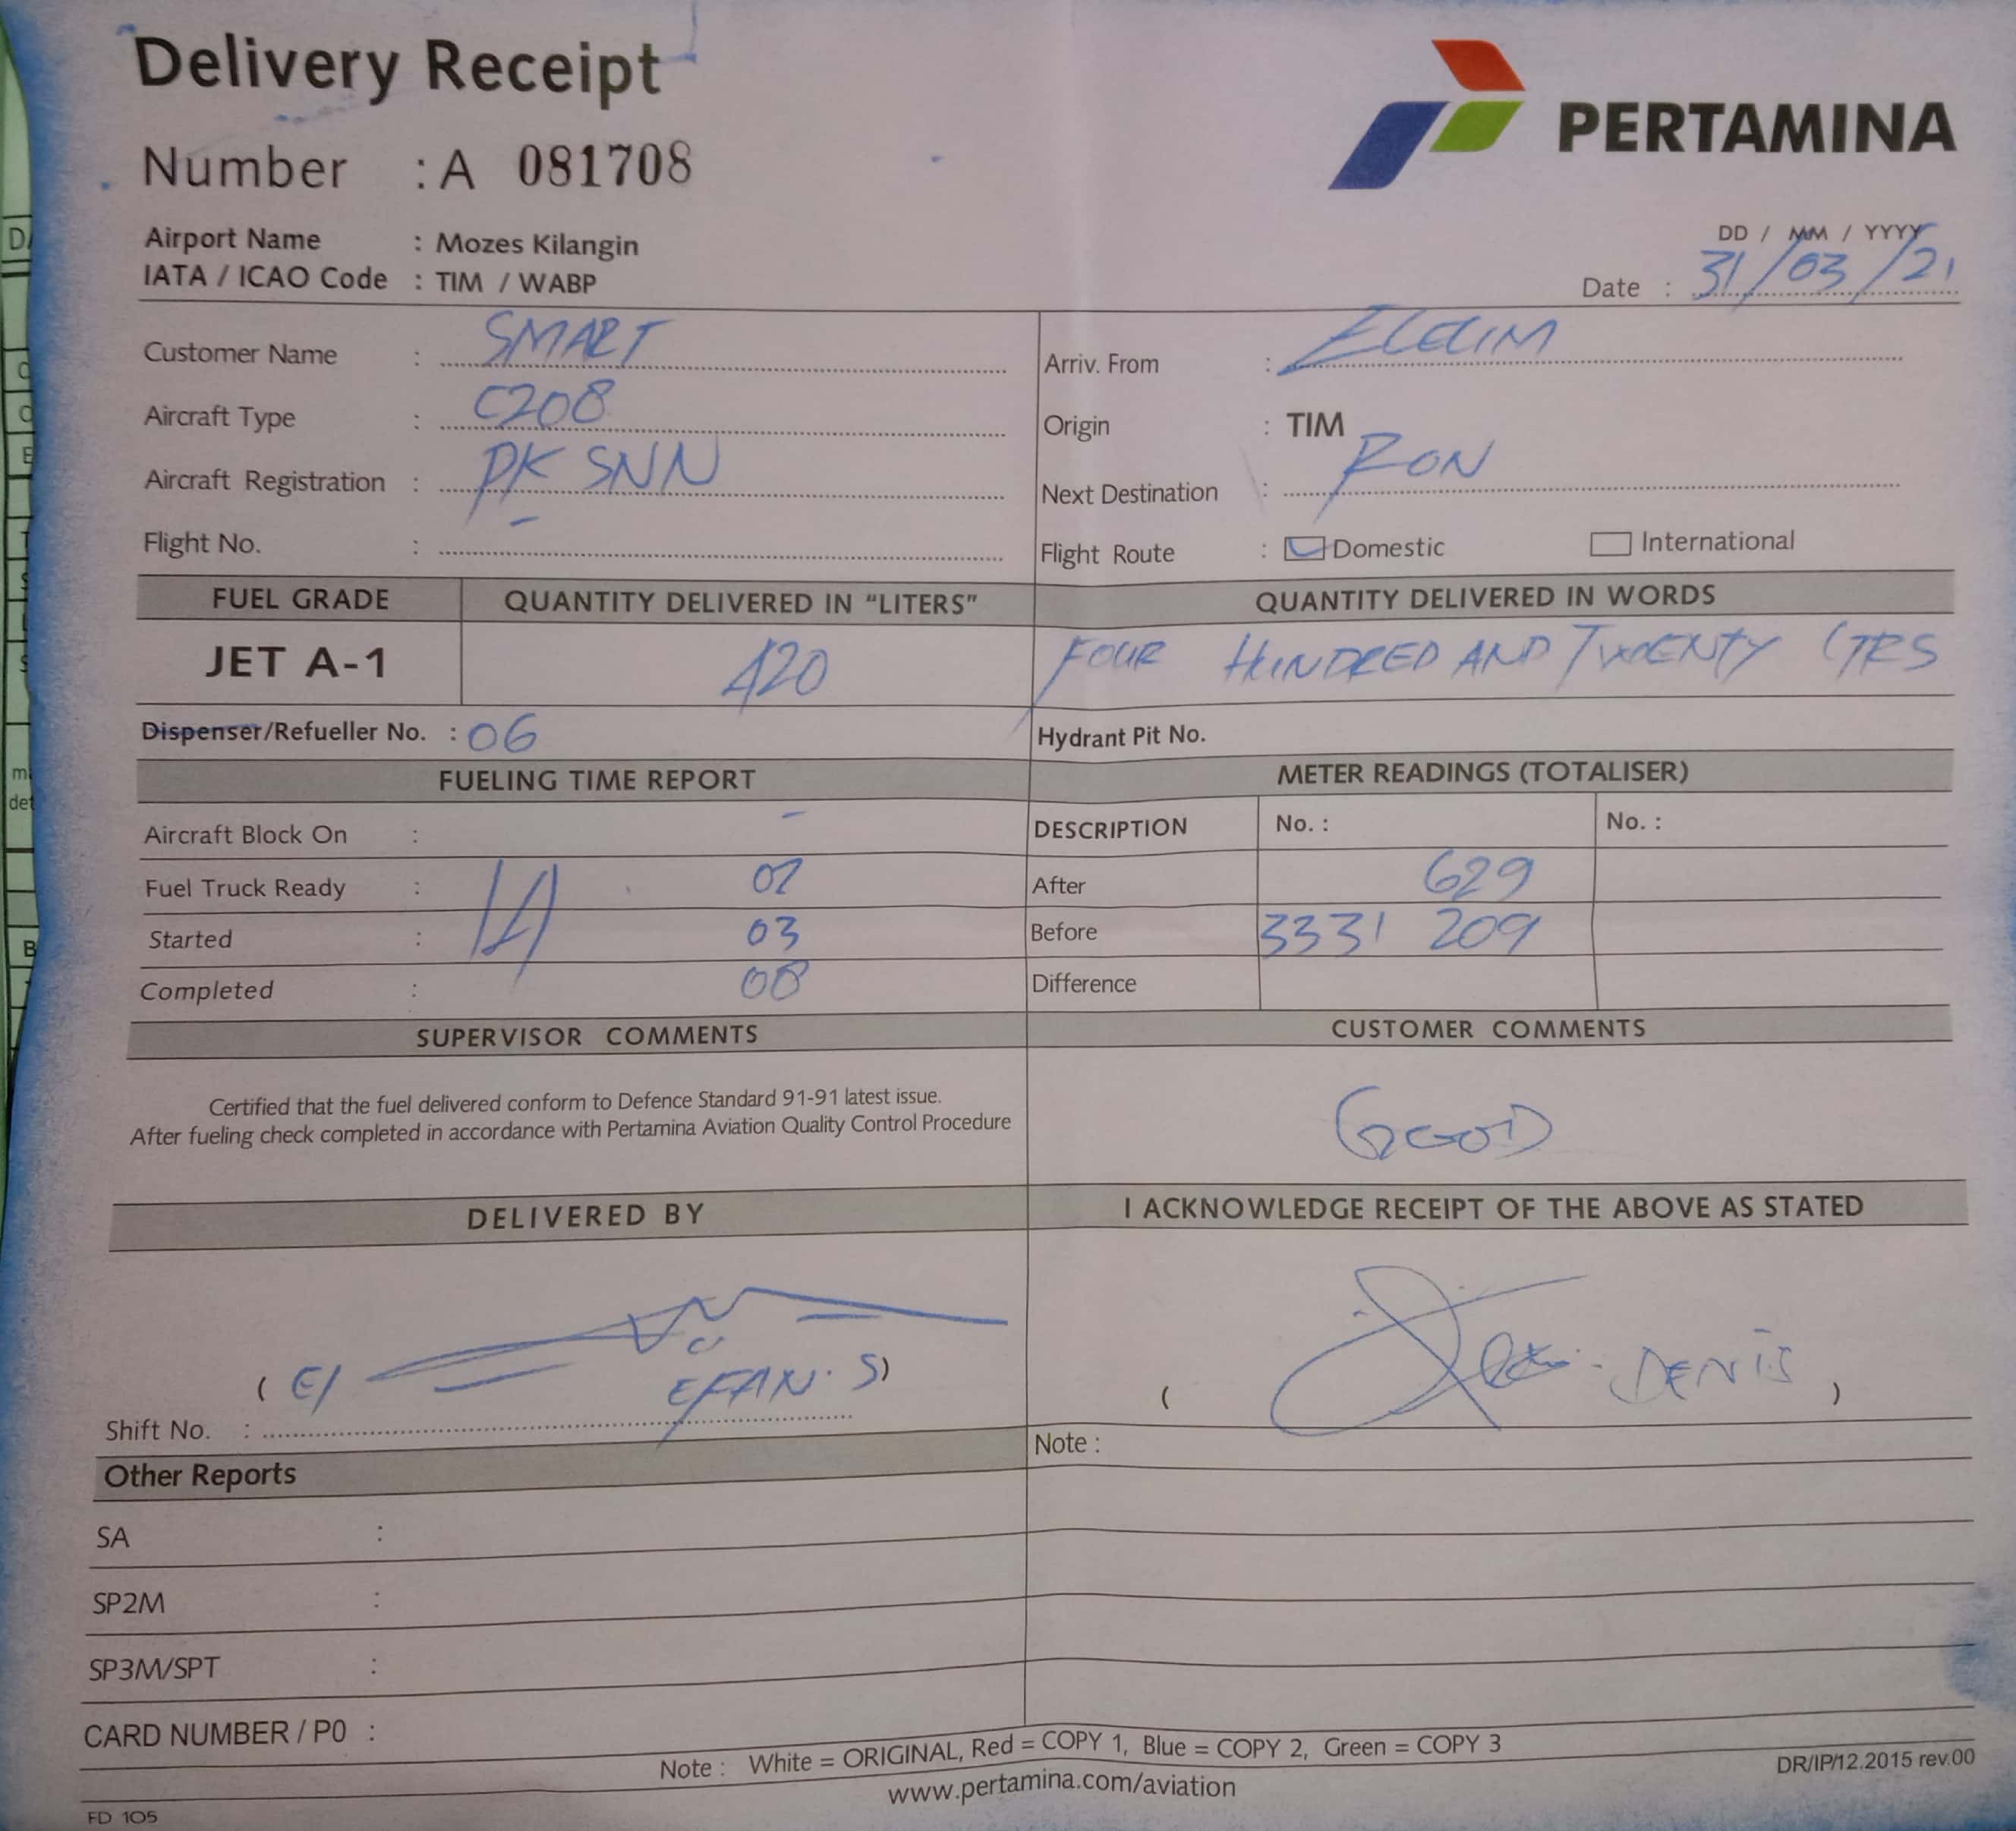 Delivery Receipt
PERTAMINA
Number : A 081708
Airport Name : Mozes Kilangin
IATA / ICAO Code : TIM / WABP
DD / MM / YYYY
Date : 31/03/21
Customer Name : SMART
Arriv. From :
Aircraft Type : C208
Origin : TIM
Aircraft Registration : PK SNN
Next Destination : RON
Flight No. : -
Flight Route : Domestic International
FUEL GRADE QUANTITY DELIVERED IN "LITERS" QUANTITY DELIVERED IN WORDS
JET A-1 420 FOUR HUNDRED AND TWENTY LTRS
Dispenser/Refueller No. : 06 Hydrant Pit No.
FUELING TIME REPORT METER READINGS (TOTALISER)
Aircraft Block On : - DESCRIPTION No. : No. :
Fuel Truck Ready : 02 After 629
Started : 14 03 Before 3331 209
Completed : 08 Difference
SUPERVISOR COMMENTS CUSTOMER COMMENTS
Certified that the fuel delivered conform to Defence Standard 91-91 latest issue.
After fueling check completed in accordance with Pertamina Aviation Quality Control Procedure
GOOD
DELIVERED BY I ACKNOWLEDGE RECEIPT OF THE ABOVE AS STATED
( E/ EFAN. S) ( DENIS )
Shift No. :
Note :
Other Reports
SA :
SP2M :
SP3M/SPT :
CARD NUMBER / P0 :
Note : White = ORIGINAL, Red = COPY 1, Blue = COPY 2, Green = COPY 3
www.pertamina.com/aviation
DR/IP/12.2015 rev.00
FD 105